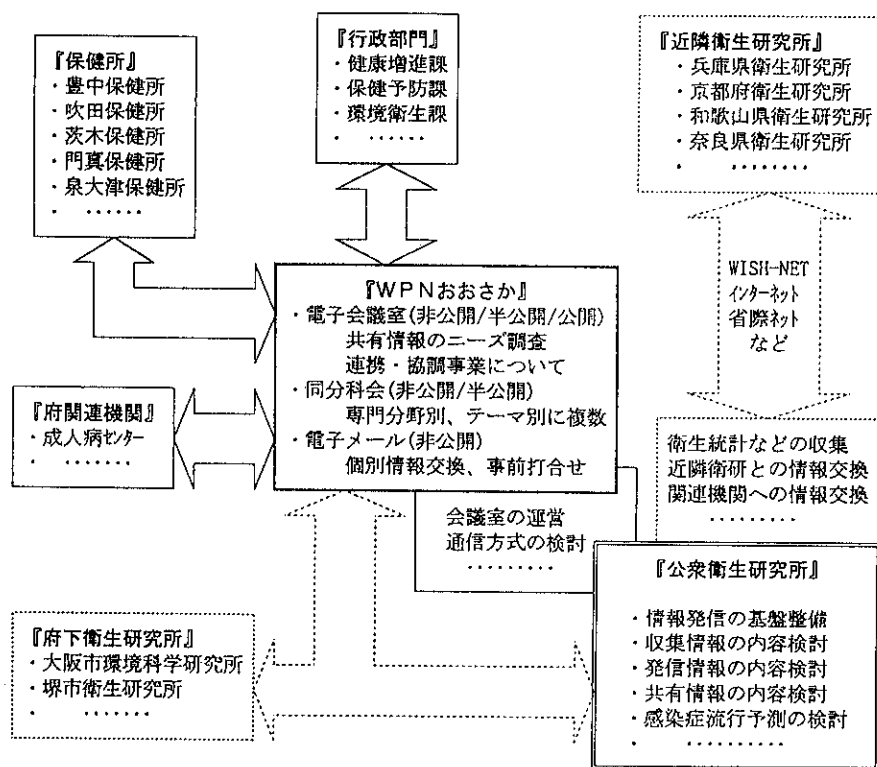 『保健所』
・豊中保健所
・吹田保健所
・茨木保健所
・門真保健所
・泉大津保健所
・ ・・・・・・
『行政部門』
・健康増進課
・保健予防課
・環境衛生課
・ ・・・・・・
『近隣衛生研究所』
・兵庫県衛生研究所
・京都府衛生研究所
・和歌山県衛生研究所
・奈良県衛生研究所
・ ・・・・・・・・
WISH-NET
インターネット
省際ネット
など
『WPNおおさか』
・電子会議室(非公開/半公開/公開)
共有情報のニーズ調査
連携・協調事業について
・同分科会(非公開/半公開)
専門分野別、テーマ別に複数
・電子メール(非公開)
個別情報交換、事前打合せ
『府関連機関』
・成人病センター
・ ・・・・・・・
衛生統計などの収集
近隣衛研との情報交換
関連機関への情報交換
・・・・・・・・・
会議室の運営
通信方式の検討
・・・・・・・・・
『公衆衛生研究所』
・情報発信の基盤整備
・収集情報の内容検討
・発信情報の内容検討
・共有情報の内容検討
・感染症流行予測の検討
・ ・・・・・・・・・・
『府下衛生研究所』
・大阪市環境科学研究所
・堺市衛生研究所
・ ・・・・・・・・